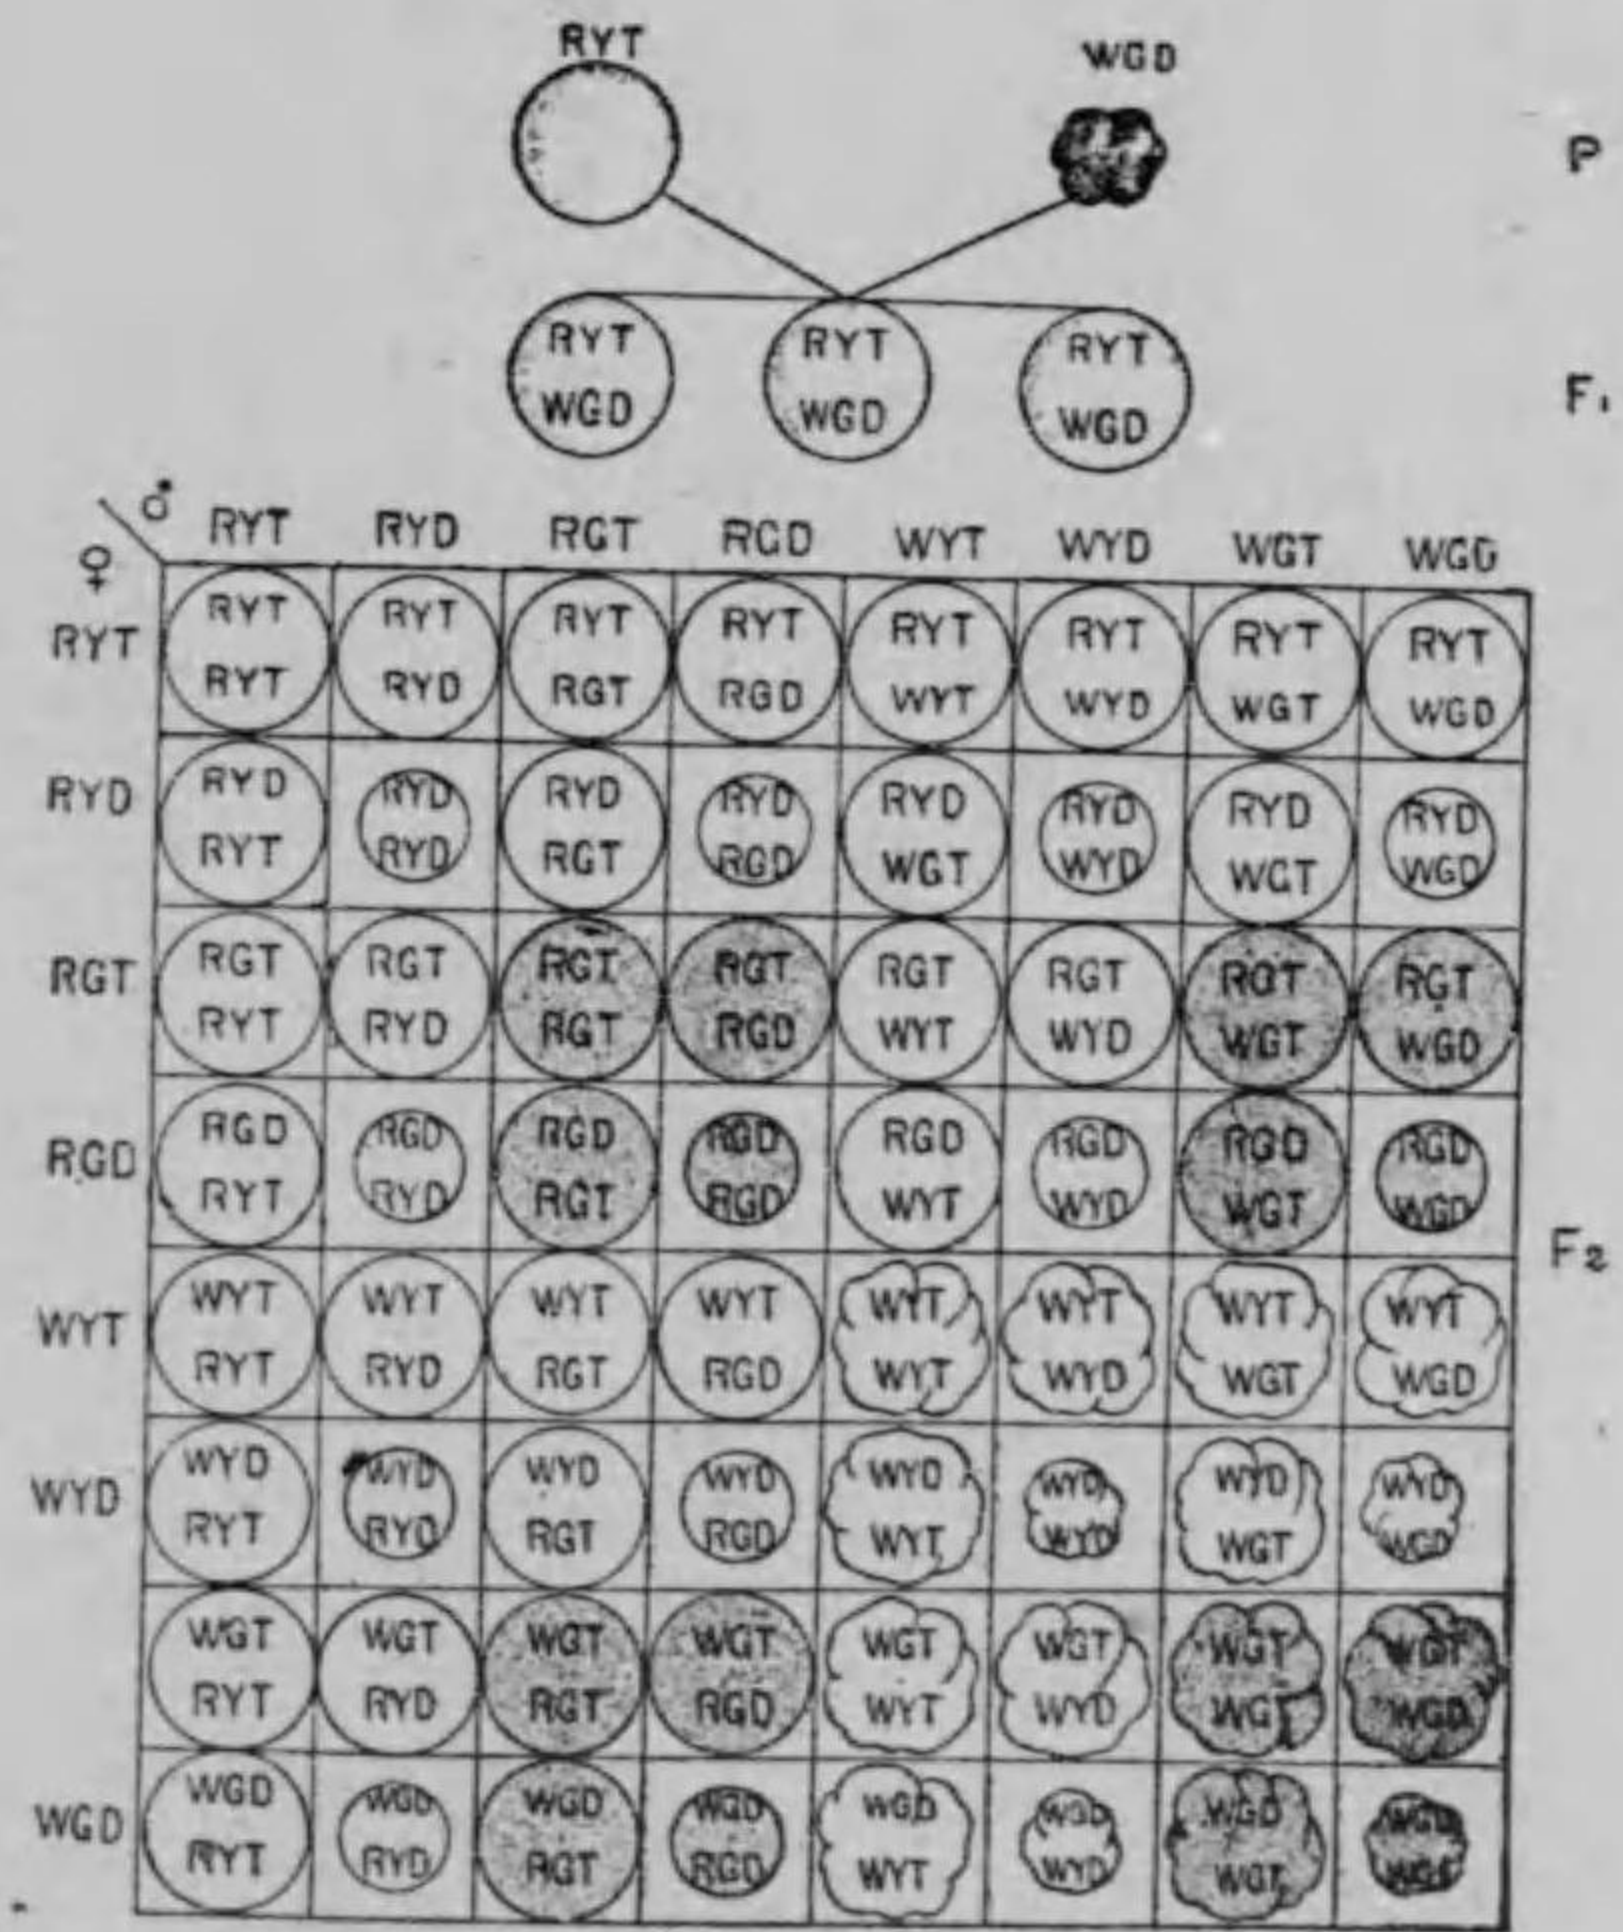 RYT WGD
P
RYT RYT RYT
WGD WGD WGD
F1
♂ RYT RYD RGT RGD WYT WYD WGT WGD
♀
RYT RYT RYT RYT RYT RYT RYT RYT RYT
RYT RYD RGT RGD WYT WYD WGT WGD
RYD RYD RYD RYD RYD RYD RYD RYD RYD
RYT RYD RGT RGD WGT WYD WGT WGD
RGT RGT RGT RGT RGT RGT RGT RGT RGT
RYT RYD RGT RGD WYT WYD WGT WGD
RGD RGD RGD RGD RGD RGD RGD RGD RGD
RYT RYD RGT RGD WYT WYD WGT WGD
F2
WYT WYT WYT WYT WYT WYT WYT WYT WYT
RYT RYD RGT RGD WYT WYD WGT WGD
WYD WYD WYD WYD WYD WYD WYD WYD WYD
RYT RYD RGT RGD WYT WYD WGT WGD
WGT WGT WGT WGT WGT WGT WGT WGT
RYT RYD RGT RGD WYT WYD WGT WGD
WGD WGD WGD WGD WGD WGD WGD WGD WGD
RYT RYD RGT RGD WYT WYD WGT